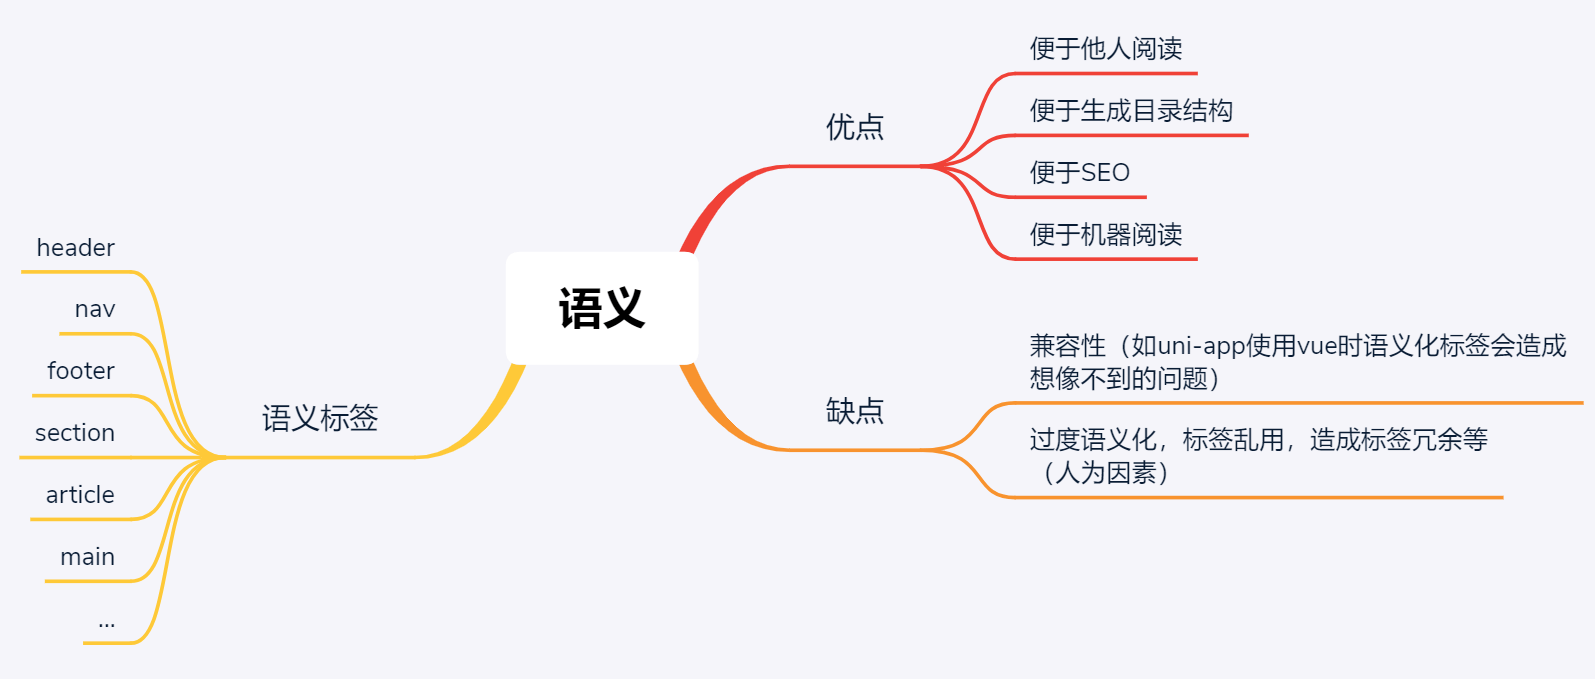 语义
优点
便于他人阅读
便于生成目录结构
便于SEO
便于机器阅读
缺点
兼容性（如uni-app使用vue时语义化标签会造成
想像不到的问题）
过度语义化，标签乱用，造成标签冗余等
（人为因素）
语义标签
header
nav
footer
section
article
main
...